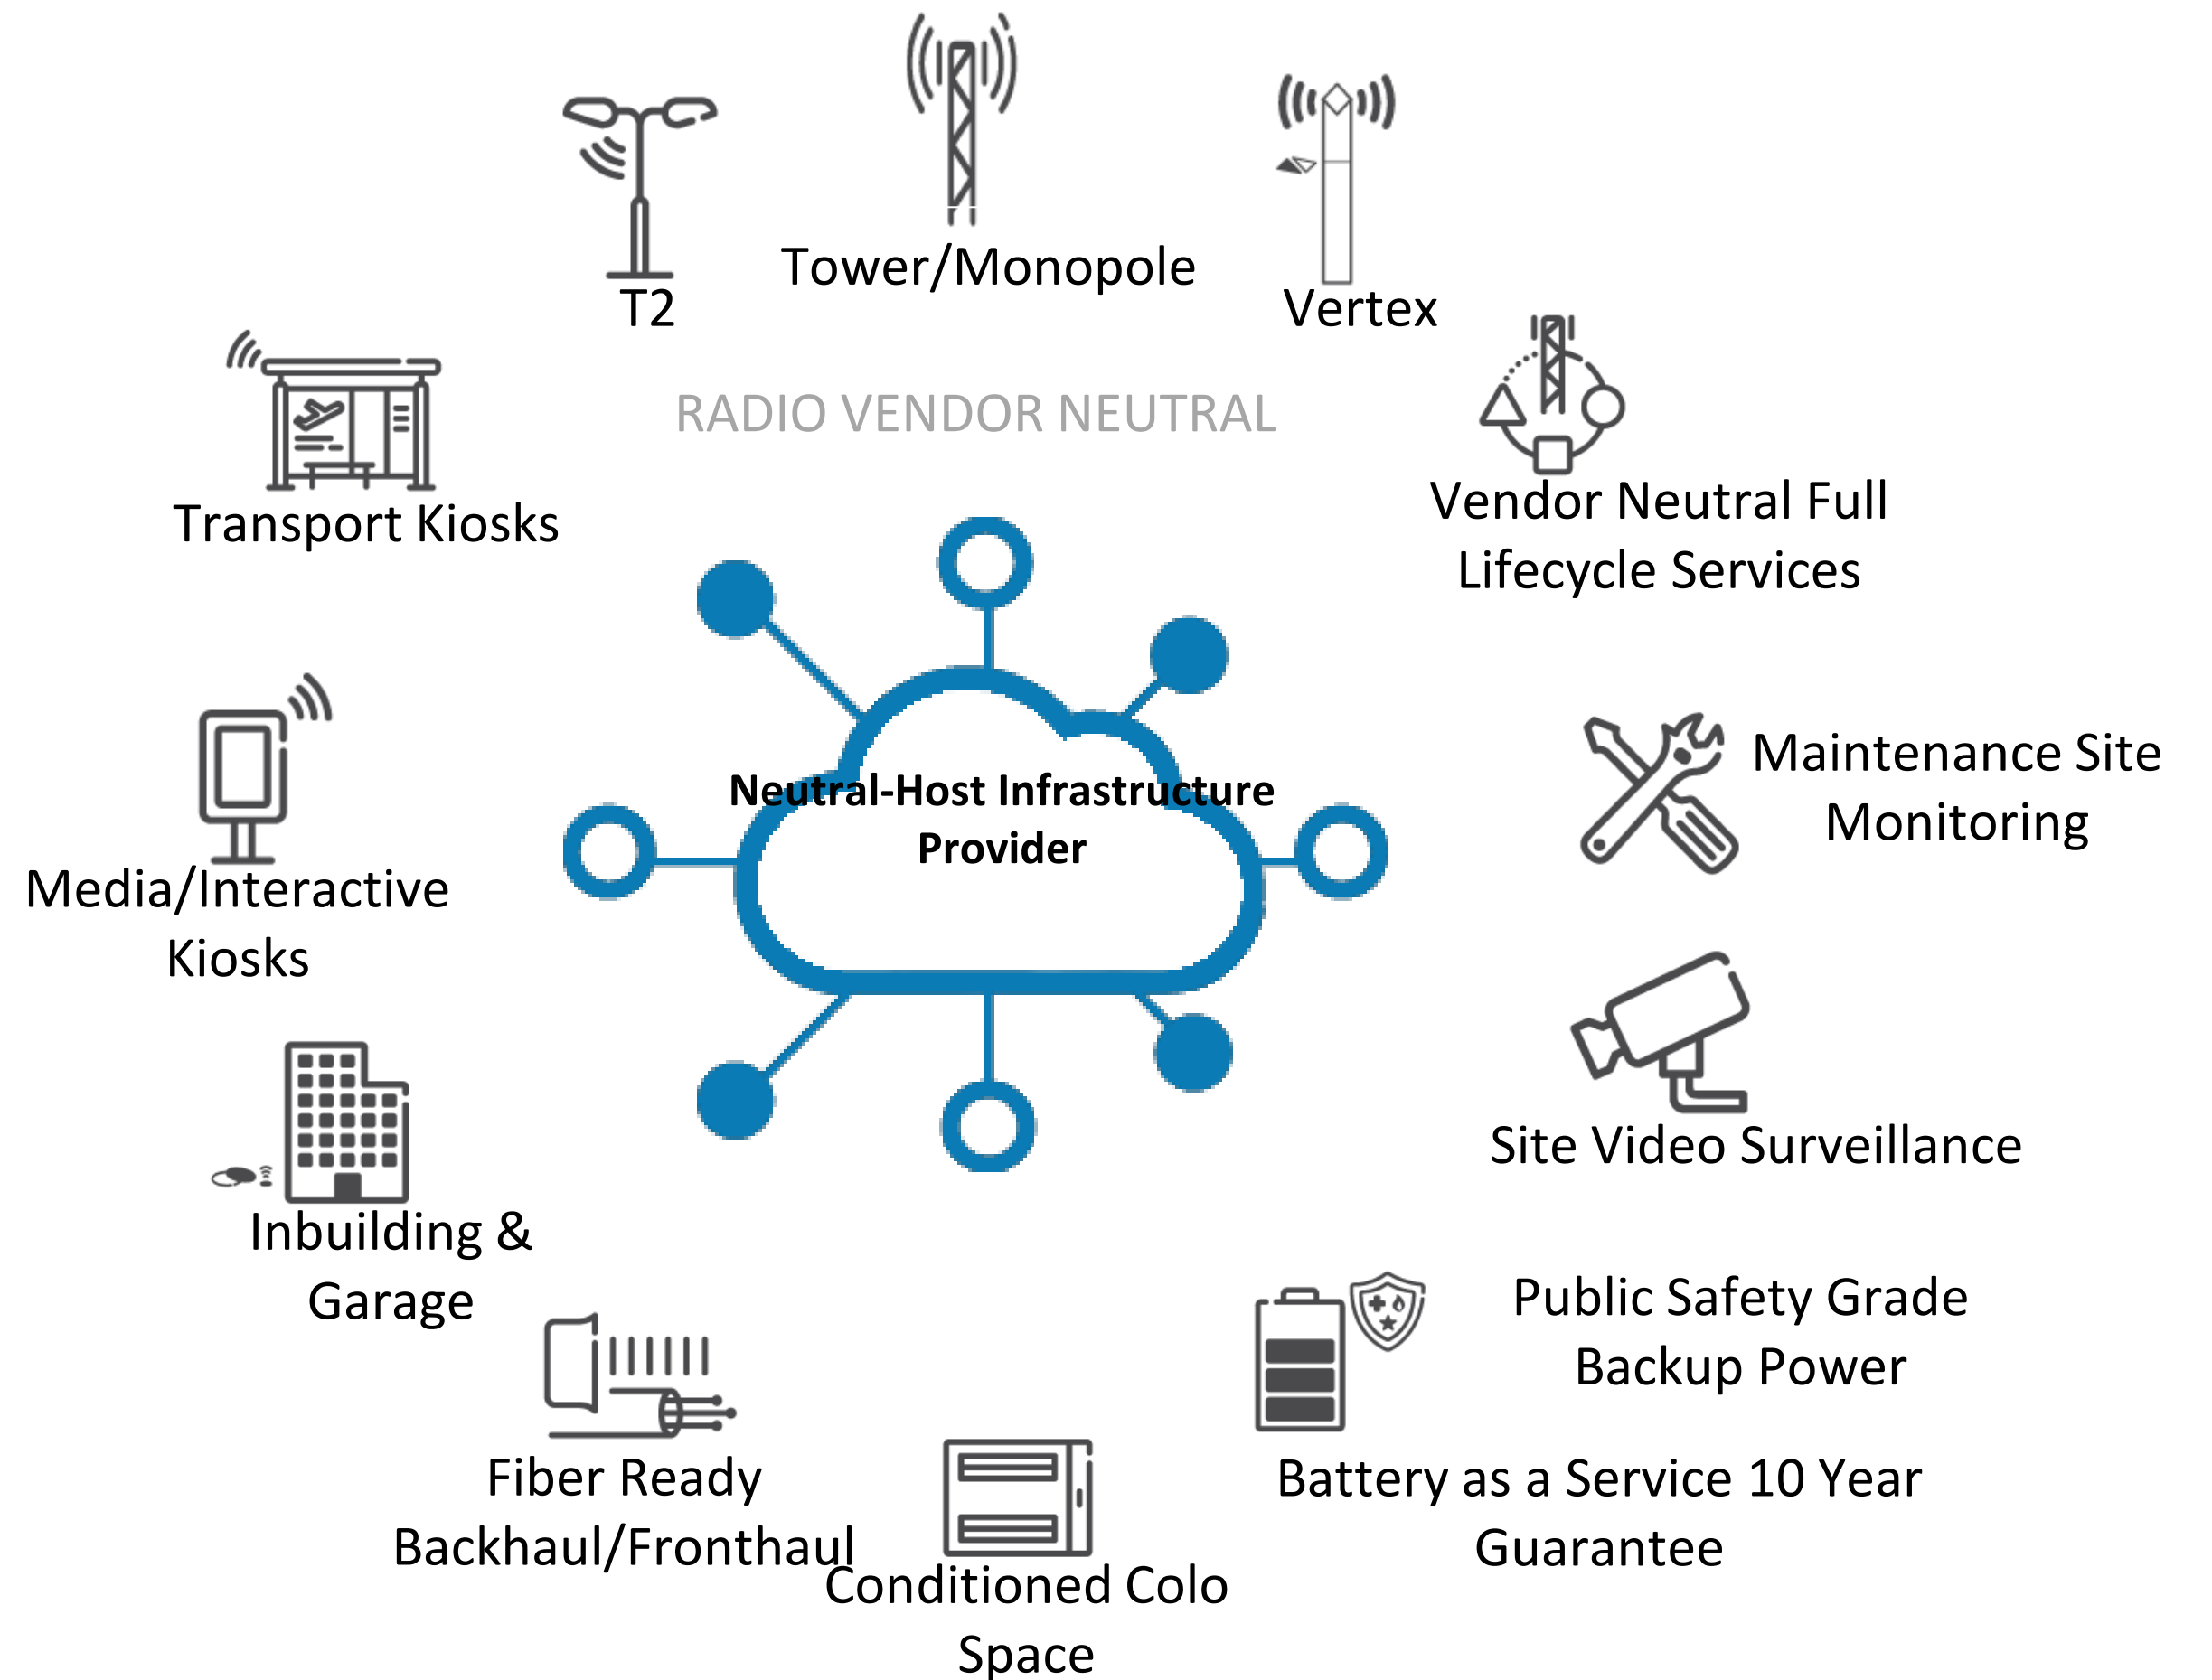 Tower/Monopole
T2
Vertex
RADIO VENDOR NEUTRAL
Transport Kiosks
Vendor Neutral Full
Lifecycle Services
Neutral-Host Infrastructure
Provider
Maintenance Site
Monitoring
Media/Interactive
Kiosks
Site Video Surveillance
Inbuilding &
Garage
Public Safety Grade
Backup Power
Fiber Ready
Backhaul/Fronthaul
Battery as a Service 10 Year
Guarantee
Conditioned Colo
Space